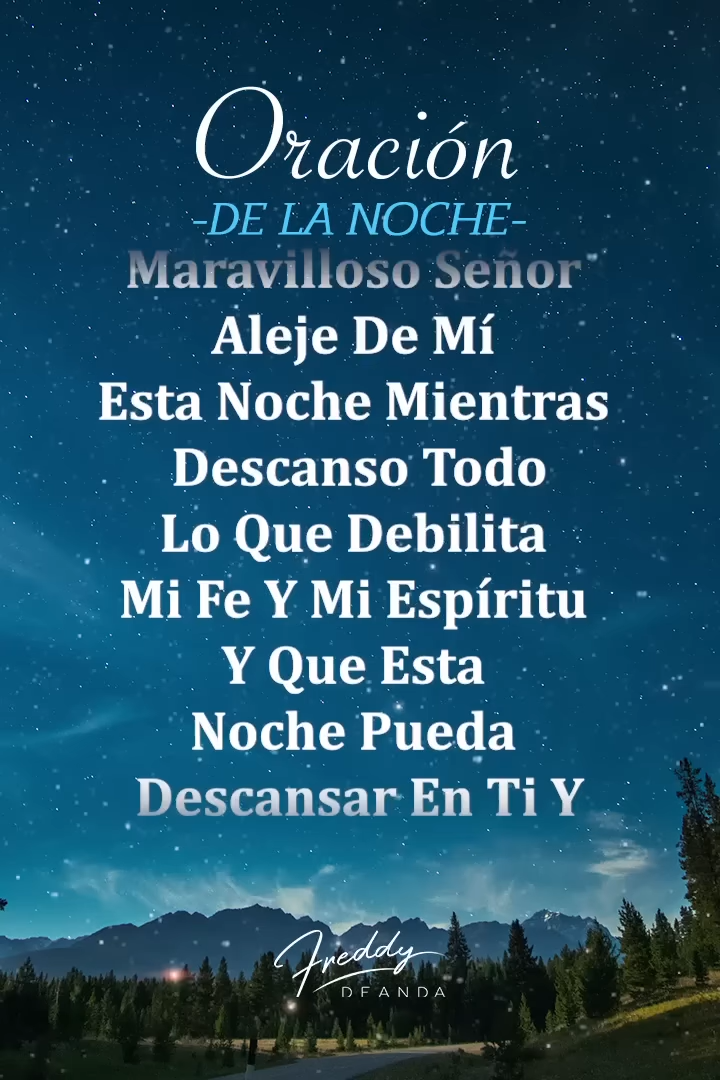 Oración
-DE LA NOCHE-
Maravilloso Señor
Aleje De Mí
Esta Noche Mientras
Descanso Todo
Lo Que Debilita
Mi Fe Y Mi Espíritu
Y Que Esta
Noche Pueda
Descansar En Ti Y
Freddy
DEANDA